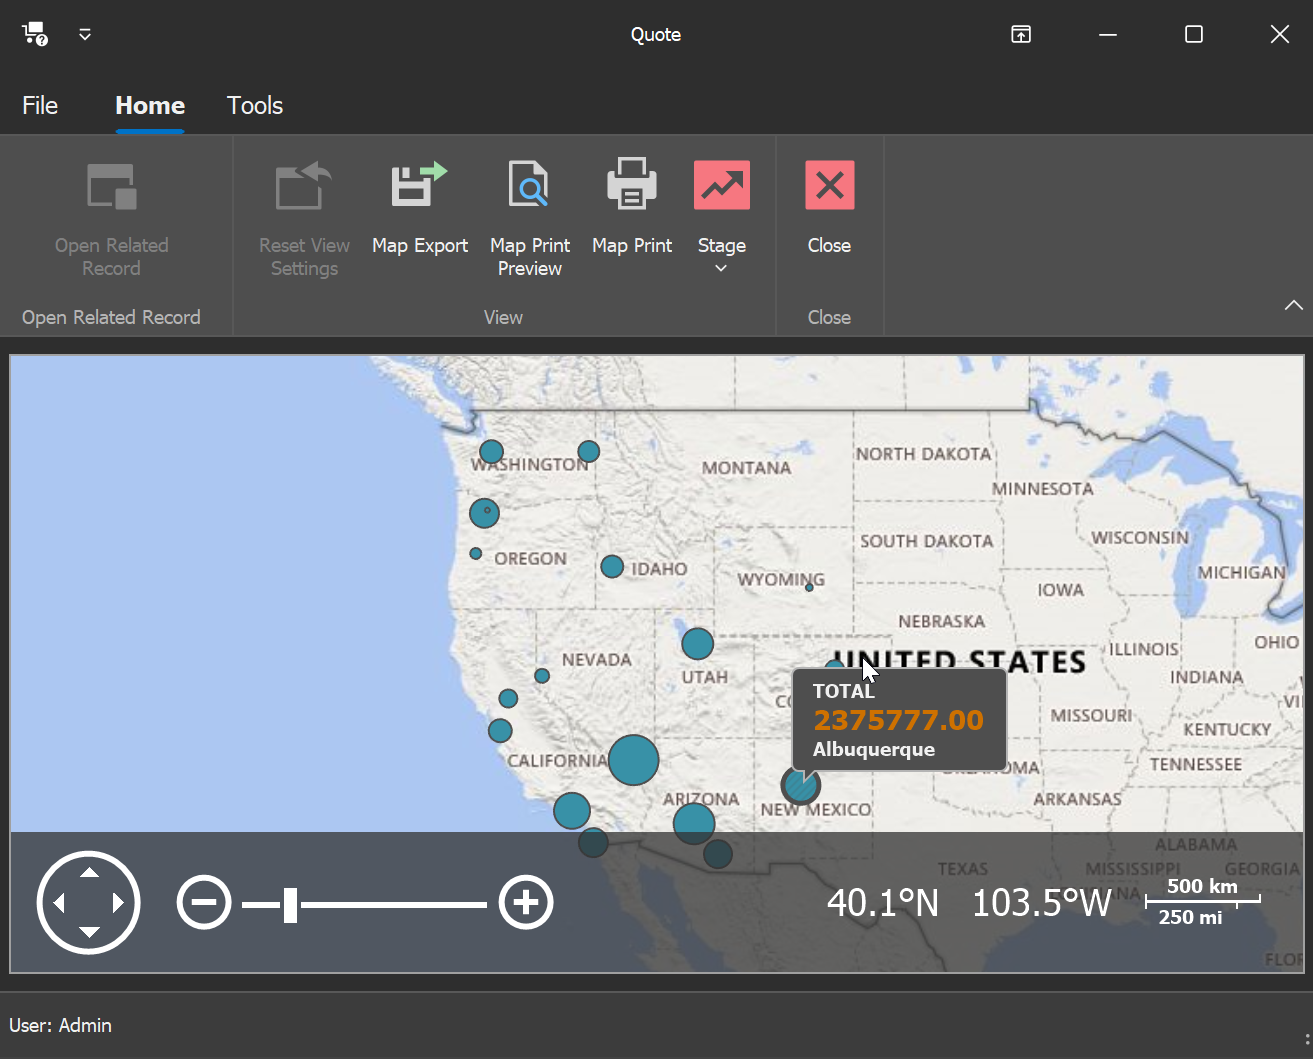 Quote
File
Home
Tools
Open Related
Record
Reset View
Settings
Map Export
Map Print
Preview
Map Print
Stage
Close
Open Related Record
View
Close
WASHINGTON
MONTANA
NORTH DAKOTA
MINNESOTA
OREGON
IDAHO
SOUTH DAKOTA
WISCONSIN
WYOMING
MICHIGAN
IOWA
NEBRASKA
NEVADA
UTAH
UNITED STATES
ILLINOIS
OHIO
INDIANA
TOTAL
2375777.00
Albuquerque
MISSOURI
KENTUCKY
CALIFORNIA
OKLAHOMA
TENNESSEE
ARIZONA
NEW MEXICO
ARKANSAS
ALABAMA
TEXAS
MISSISSIPPI
GEORGIA
40.1°N
103.5°W
500 km
250 mi
User: Admin